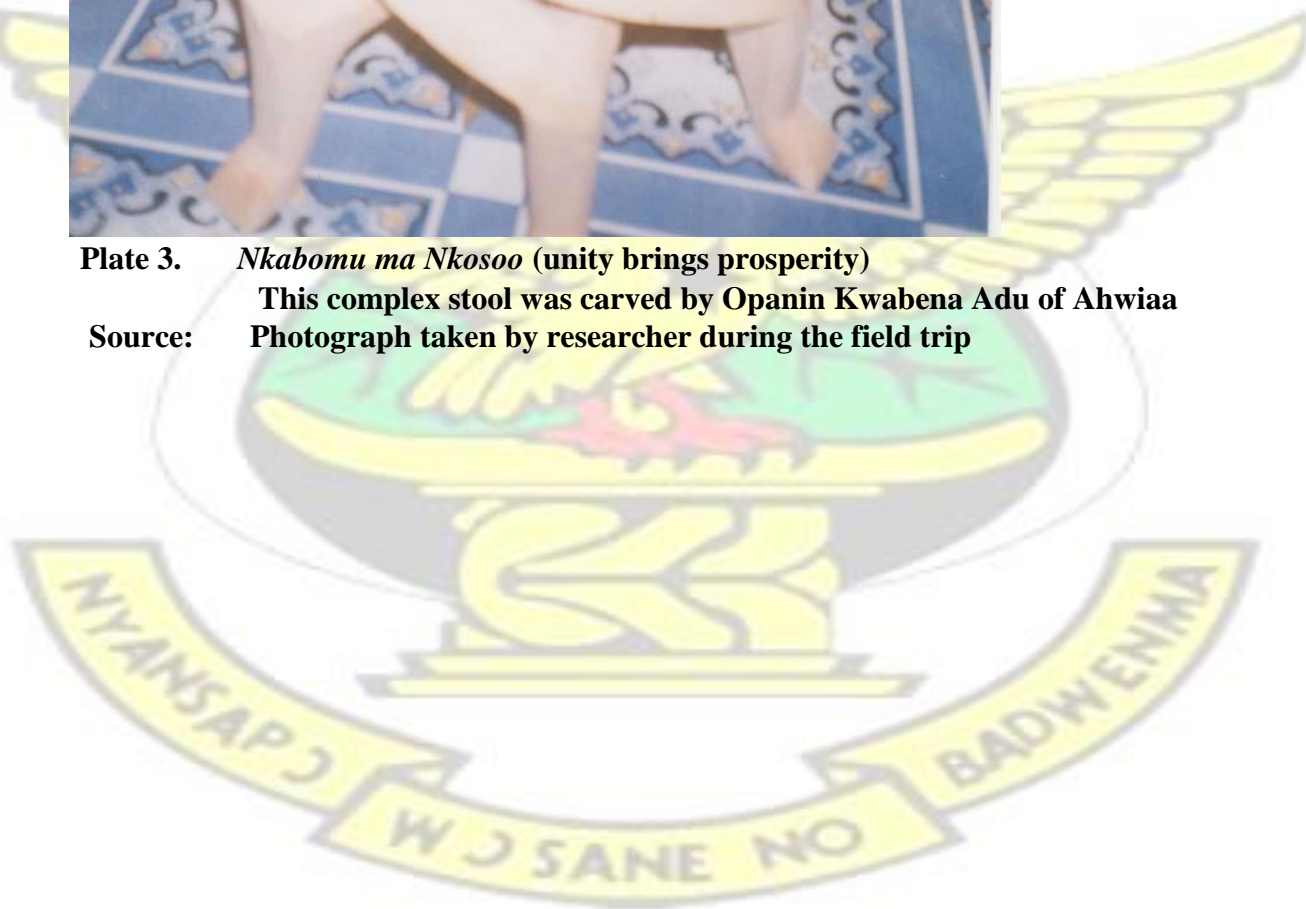 Plate 3. Nkabomu ma Nkosoo (unity brings prosperity)
This complex stool was carved by Opanin Kwabena Adu of Ahwiaa
Source: Photograph taken by researcher during the field trip
NYANSAPƆ
WƆSANE NO
BADWENMA